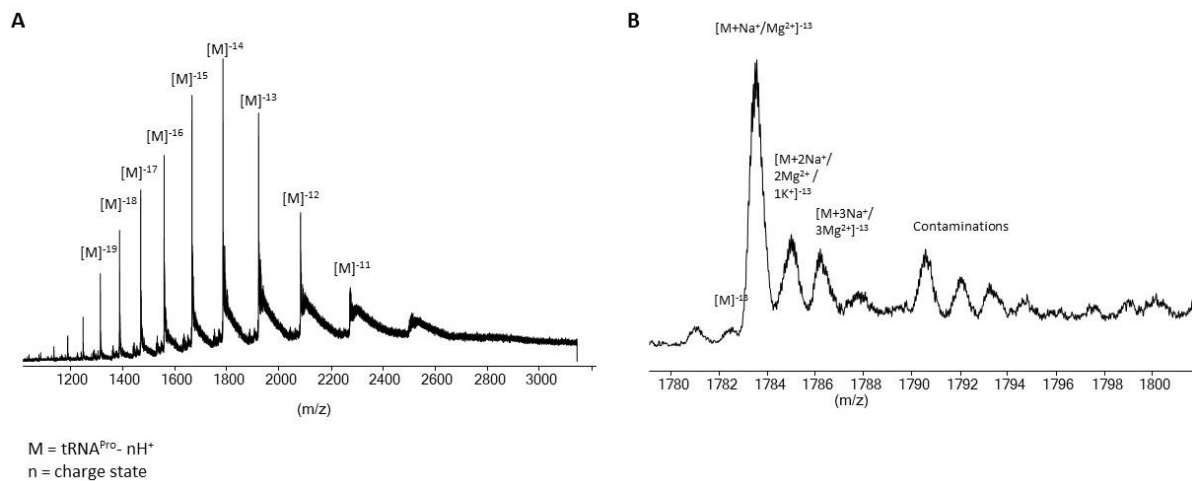 A
[M]⁻¹⁴
[M]⁻¹⁵
[M]⁻¹³
[M]⁻¹⁶
[M]⁻¹⁷
[M]⁻¹⁸
[M]⁻¹²
[M]⁻¹⁹
[M]⁻¹¹
1200 1400 1600 1800 2000 2200 2400 2600 2800 3000
(m/z)
M = tRNAᴾʳᵒ- nH⁺
n = charge state
B
[M+Na⁺/Mg²⁺]⁻¹³
[M+2Na⁺/
2Mg²⁺ /
1K⁺]⁻¹³
[M+3Na⁺/
3Mg²⁺]⁻¹³
Contaminations
[M]⁻¹³
1780 1782 1784 1786 1788 1790 1792 1794 1796 1798 1800
(m/z)